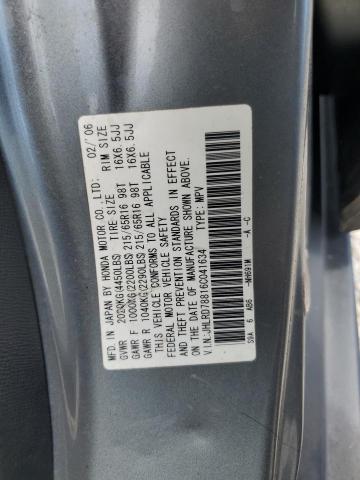 MFD. IN JAPAN BY HONDA MOTOR CO., LTD. 02/'06
GVWR 2020KG(4450LBS) TIRE SIZE RIM SIZE
GAWR F 1000KG(2200LBS) 215/65R16 98T 16X6.5JJ
GAWR R 1040KG(2290LBS) 215/65R16 98T 16X6.5JJ
THIS VEHICLE CONFORMS TO ALL APPLICABLE
FEDERAL MOTOR VEHICLE SAFETY
AND THEFT PREVENTION STANDARDS IN EFFECT
ON THE DATE OF MANUFACTURE SHOWN ABOVE.
V.I.N:JHLRD78816C041634 TYPE:MPV
S9A 6 AB6 -NH691M -A -C